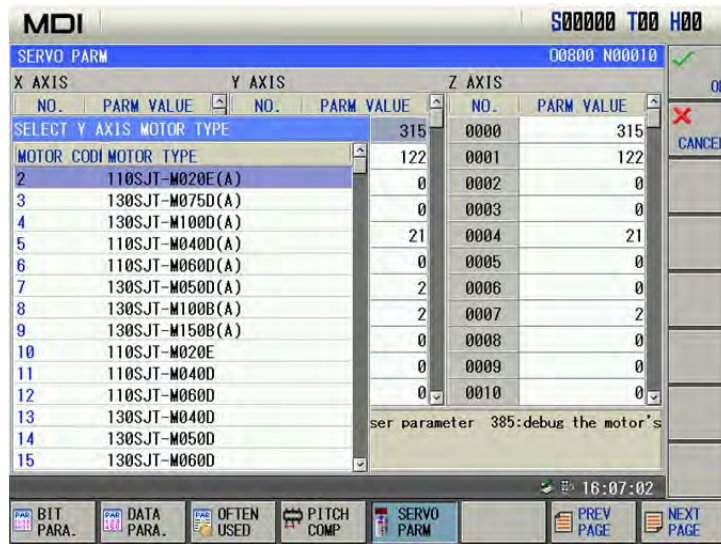 MDI S00000 T00 H00
SERVO PARM O0800 N00010
X AXIS Y AXIS Z AXIS
NO. PARM VALUE NO. PARM VALUE NO. PARM VALUE
SELECT Y AXIS MOTOR TYPE 315 0000 315
MOTOR CODI MOTOR TYPE 122 0001 122
CANCEL
2 110SJT-M020E(A) 0 0002 0
3 130SJT-M075D(A) 0 0003 0
4 130SJT-M100D(A)
5 110SJT-M040D(A) 21 0004 21
6 110SJT-M060D(A) 0 0005 0
7 130SJT-M050D(A) 2 0006 0
8 130SJT-M100B(A) 2 0007 2
9 130SJT-M150B(A)
10 110SJT-M020E 0 0008 0
11 110SJT-M040D 0 0009 0
12 110SJT-M060D 0 0010 0
13 130SJT-M040D
ser parameter 385:debug the motor's
14 130SJT-M050D
15 130SJT-M060D
16:07:02
BIT PARA.
DATA PARA.
OFTEN USED
PITCH COMP
SERVO PARM
PREV PAGE
NEXT PAGE